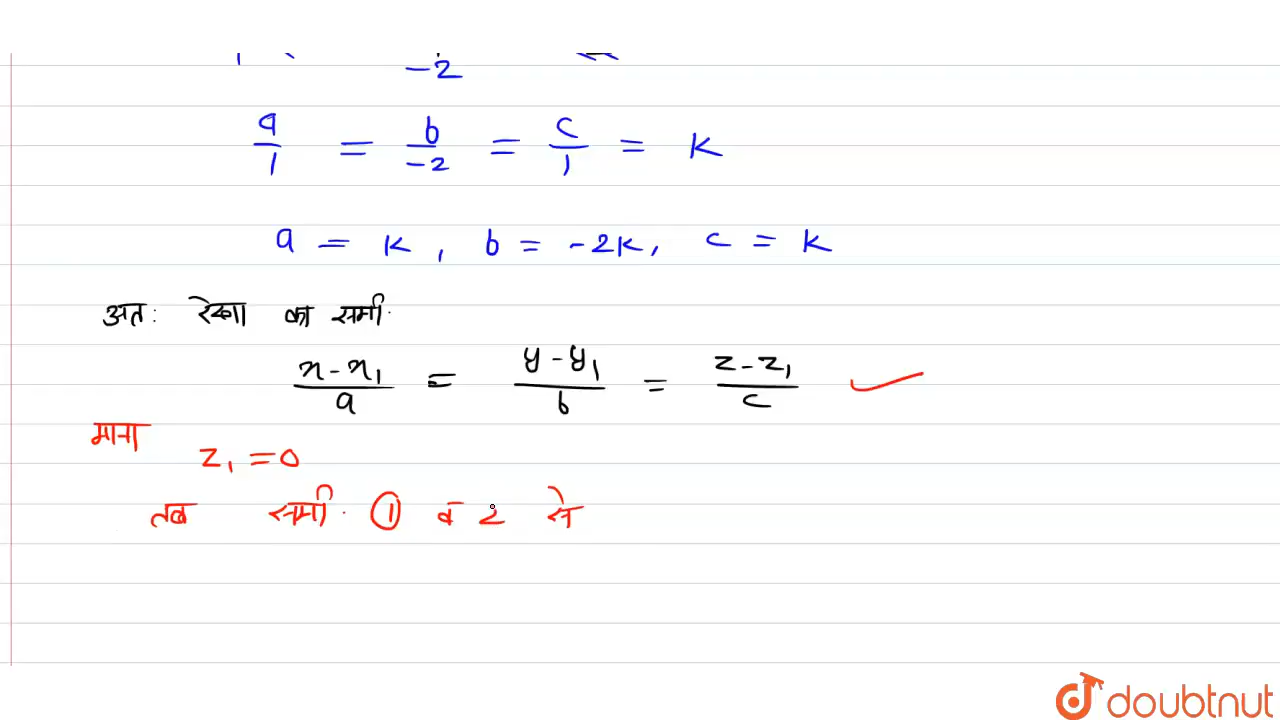 -2
a/1 = b/-2 = c/1 = K
a = K, b = -2K, c = K
अत: रेखा का समी.
x - x₁/a = y - y₁/b = z - z₁/c
माना
z₁ = 0
तब समी. ① व 2 से
doubtnut